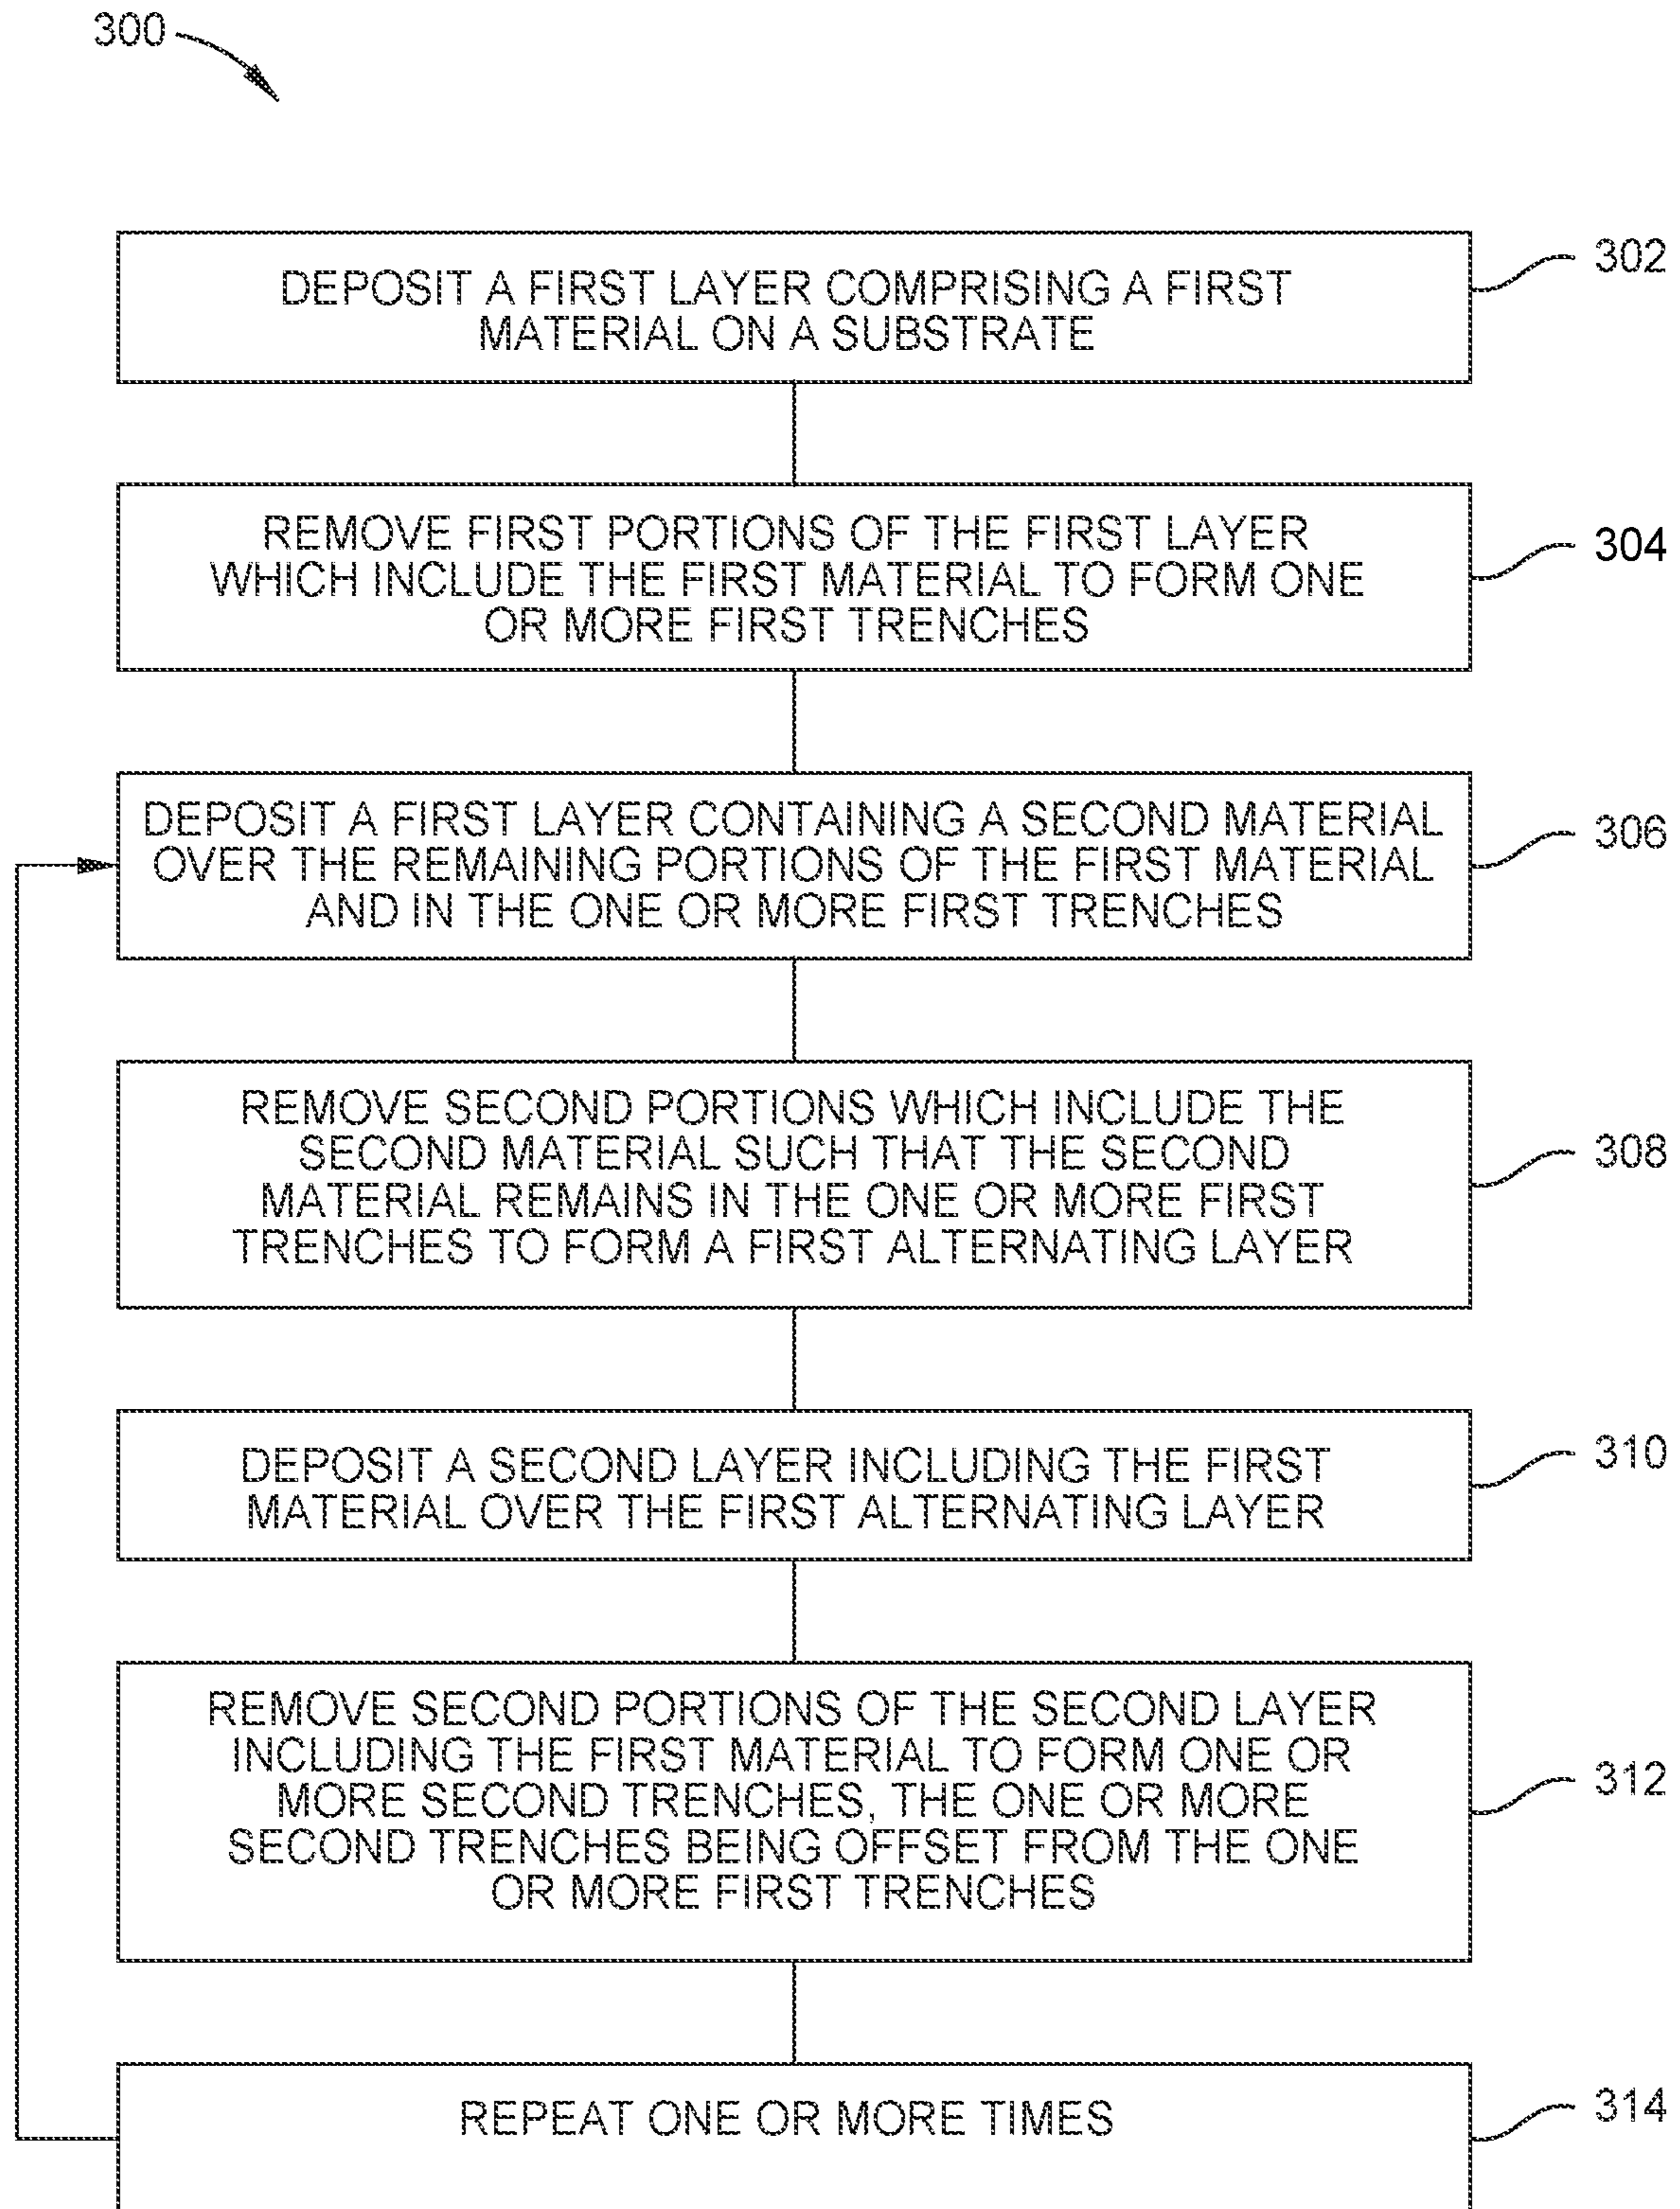 300
DEPOSIT A FIRST LAYER COMPRISING A FIRST
MATERIAL ON A SUBSTRATE
302
REMOVE FIRST PORTIONS OF THE FIRST LAYER
WHICH INCLUDE THE FIRST MATERIAL TO FORM ONE
OR MORE FIRST TRENCHES
304
DEPOSIT A FIRST LAYER CONTAINING A SECOND MATERIAL
OVER THE REMAINING PORTIONS OF THE FIRST MATERIAL
AND IN THE ONE OR MORE FIRST TRENCHES
306
REMOVE SECOND PORTIONS WHICH INCLUDE THE
SECOND MATERIAL SUCH THAT THE SECOND
MATERIAL REMAINS IN THE ONE OR MORE FIRST
TRENCHES TO FORM A FIRST ALTERNATING LAYER
308
DEPOSIT A SECOND LAYER INCLUDING THE FIRST
MATERIAL OVER THE FIRST ALTERNATING LAYER
310
REMOVE SECOND PORTIONS OF THE SECOND LAYER
INCLUDING THE FIRST MATERIAL TO FORM ONE OR
MORE SECOND TRENCHES, THE ONE OR MORE
SECOND TRENCHES BEING OFFSET FROM THE ONE
OR MORE FIRST TRENCHES
312
REPEAT ONE OR MORE TIMES
314